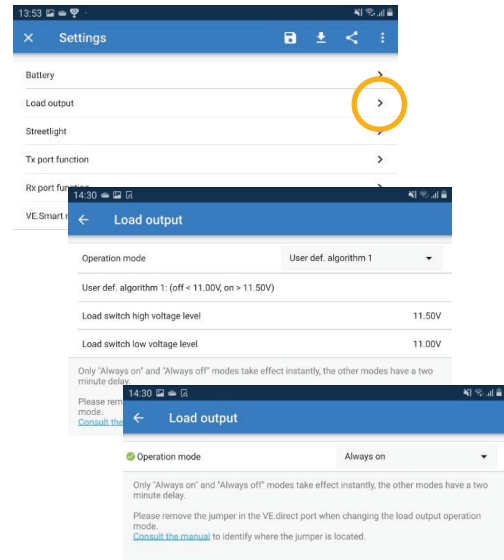 13:53
Settings
Battery
Load output
Streetlight
Tx port function
Rx port
VE.Smart
14:30
Load output
Operation mode User def. algorithm 1
User def. algorithm 1: (off < 11.00V, on > 11.50V)
Load switch high voltage level 11.50V
Load switch low voltage level 11.00V
Only "Always on" and "Always off" modes take effect instantly, the other modes have a two
minute delay.
Please rem
mode.
Consult the
14:30
Load output
Operation mode Always on
Only "Always on" and "Always off" modes take effect instantly, the other modes have a two
minute delay.
Please remove the jumper in the VE.direct port when changing the load output operation
mode.
Consult the manual to identify where the jumper is located.